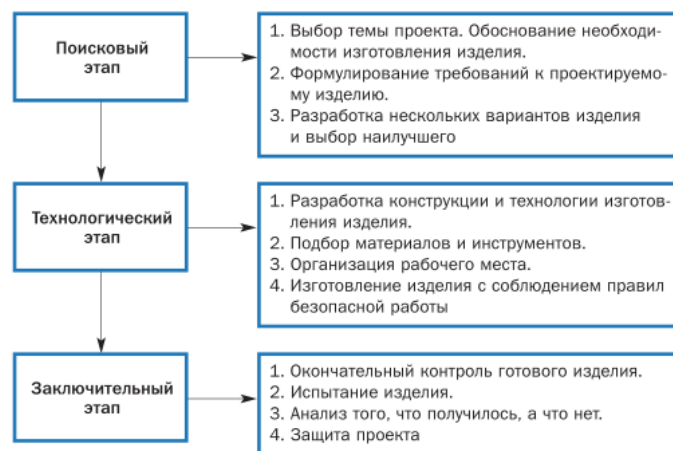 Поисковый
этап
1. Выбор темы проекта. Обоснование необходи-
мости изготовления изделия.
2. Формулирование требований к проектируемо-
му изделию.
3. Разработка нескольких вариантов изделия
и выбор наилучшего
Технологический
этап
1. Разработка конструкции и технологии изготов-
ления изделия.
2. Подбор материалов и инструментов.
3. Организация рабочего места.
4. Изготовление изделия с соблюдением правил
безопасной работы
Заключительный
этап
1. Окончательный контроль готового изделия.
2. Испытание изделия.
3. Анализ того, что получилось, а что нет.
4. Защита проекта